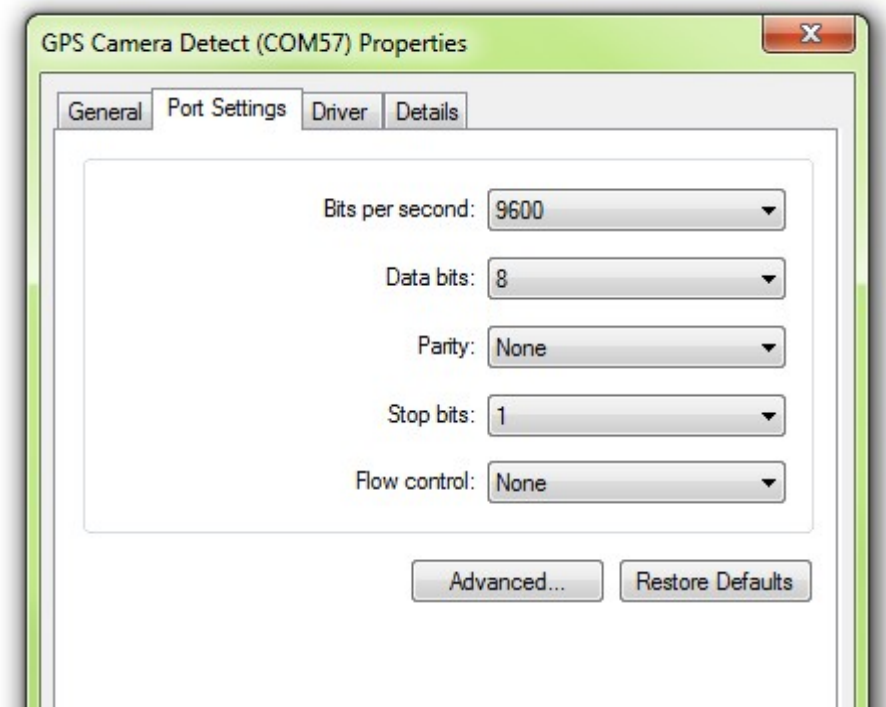 GPS Camera Detect (COM57) Properties
x
General Port Settings Driver Details
Bits per second: 9600
Data bits: 8
Parity: None
Stop bits: 1
Flow control: None
Advanced... Restore Defaults